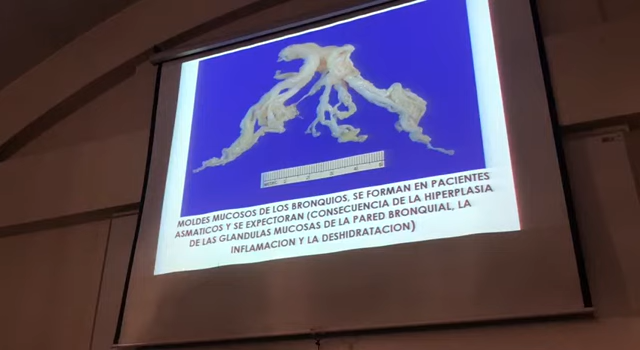 MOLDES MUCOSOS DE LOS BRONQUIOS, SE FORMAN EN PACIENTES
ASMATICOS Y SE EXPECTORAN (CONSECUENCIA DE LA HIPERPLASIA
DE LAS GLANDULAS MUCOSAS DE LA PARED BRONQUIAL, LA
INFLAMACION Y LA DESHIDRATACION)